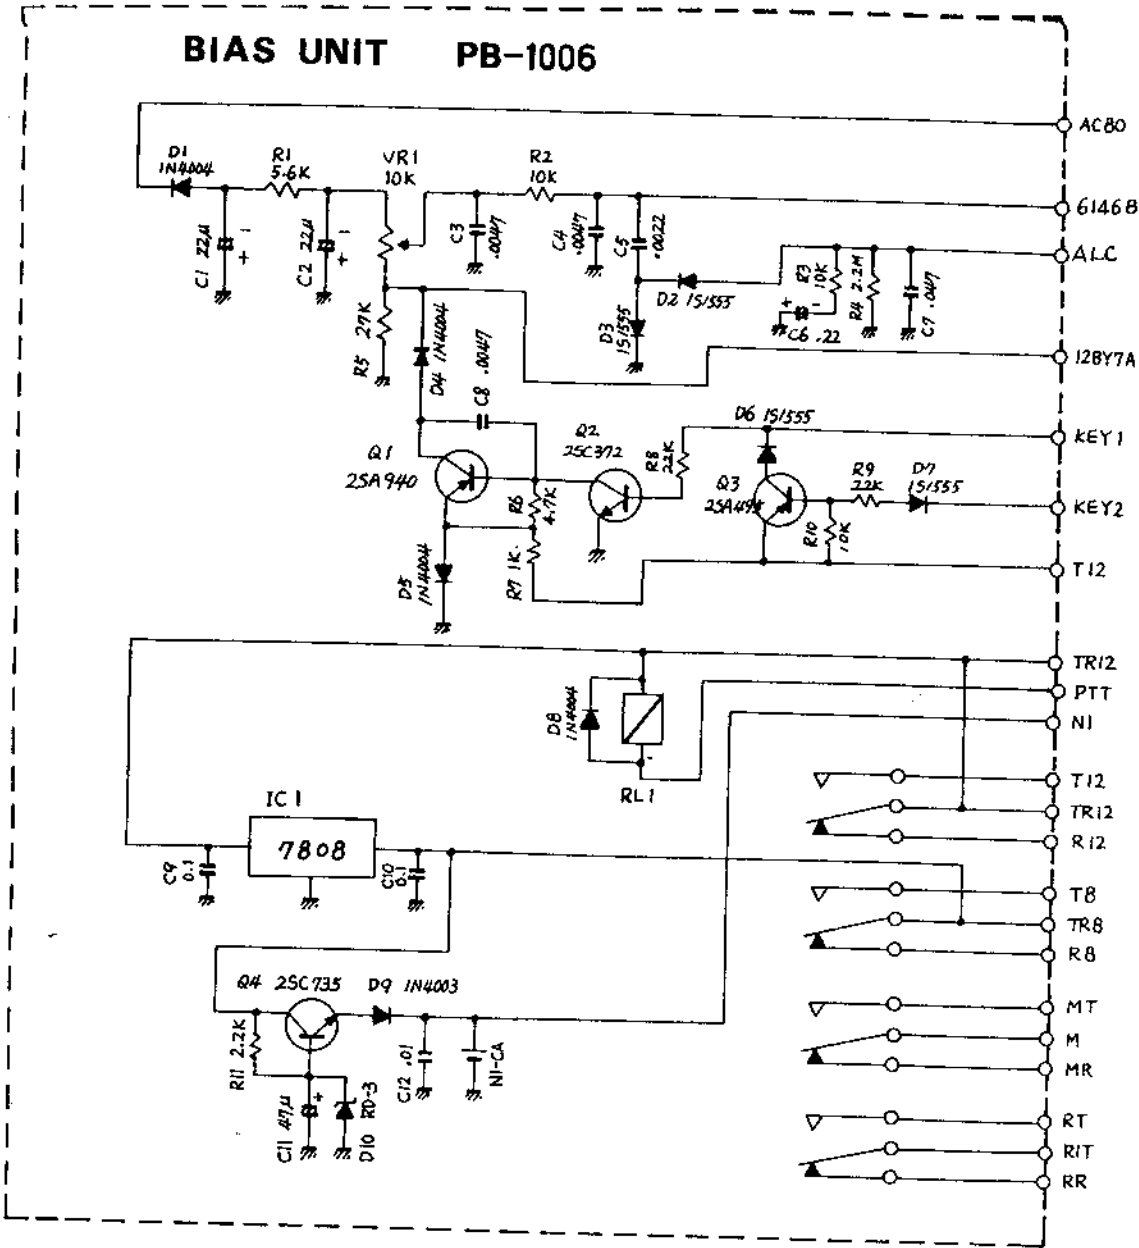 BIAS UNIT PB-1006
AC80
D1
1N4004
R1
5.6K
VR1
10K
R2
10K
6146B
C1 22μ
- +
C2 22μ
- +
C3 .0047
C4 .0047
C5 .0022
ALC
D2 1S1555
R3 10K
R4 2.2M
C7 .047
+ -
C6 .22
D3 1S1555
R5 27K
D4 1N4004
C8 .0047
12BY7A
D6 1S1555
KEY1
Q1
2SA940
Q2
2SC372
R8 22K
Q3
R9
22K
D7
1S1555
KEY2
R6 4.7K
R10 10K
D5 1N4004
R7 1K
T12
TR12
PTT
N1
D8 1N4004
-
RL1
T12
TR12
R12
IC1
7808
C9 0.1
C10 0.1
T8
TR8
R8
Q4 2SC735
D9 1N4003
R11 2.2K
C12 .01
NI-CA
MT
M
MR
C11 47μ
+
D10 RD-3
RT
RIT
RR